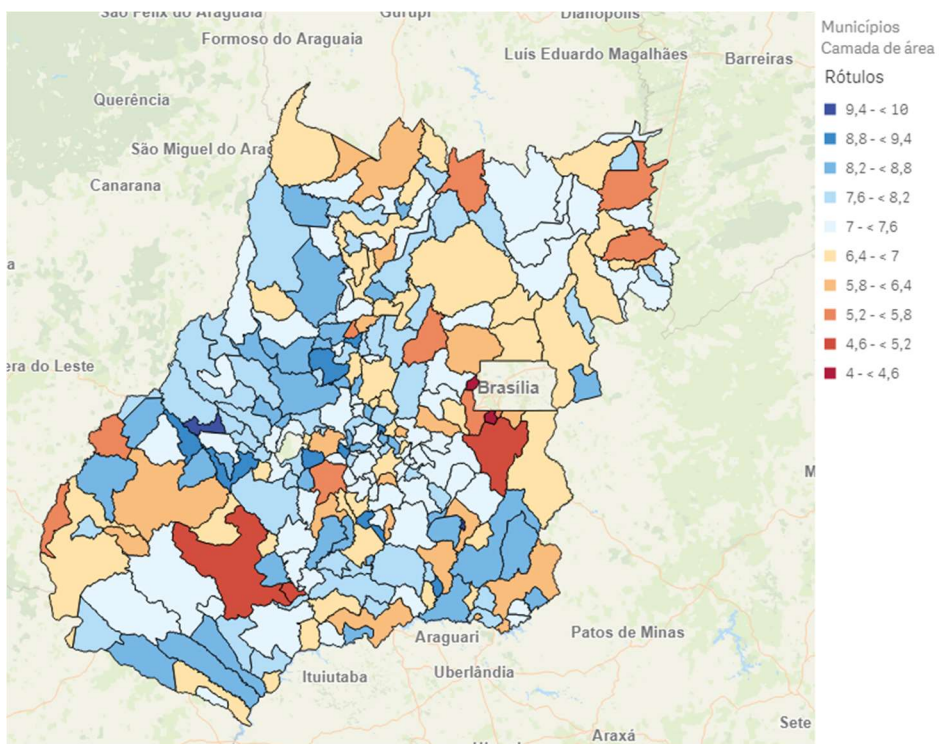 São Félix do Araguaia
Gurupi
Dianópolis
Formoso do Araguaia
Luís Eduardo Magalhães
Barreiras
Querência
São Miguel do Arag
Canarana
a
era do Leste
Brasília
M
Araguari
Patos de Minas
Ituiutaba
Uberlândia
Araxá
Sete
Municípios
Camada de área
Rótulos
9,4 - < 10
8,8 - < 9,4
8,2 - < 8,8
7,6 - < 8,2
7 - < 7,6
6,4 - < 7
5,8 - < 6,4
5,2 - < 5,8
4,6 - < 5,2
4 - < 4,6